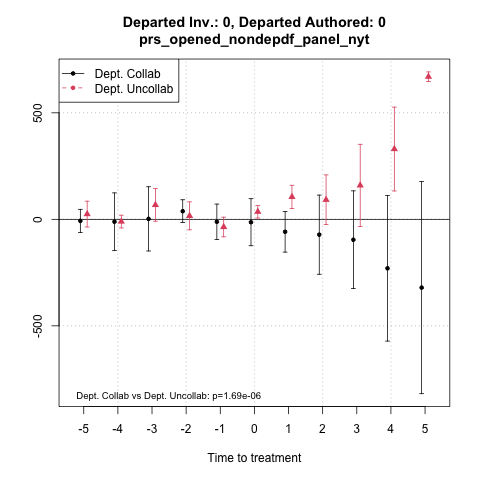 Departed Inv.: 0, Departed Authored: 0
prs_opened_nondepdf_panel_nyt
Dept. Collab
Dept. Uncollab
500
0
-500
Dept. Collab vs Dept. Uncollab: p=1.69e-06
-5 -4 -3 -2 -1 0 1 2 3 4 5
Time to treatment